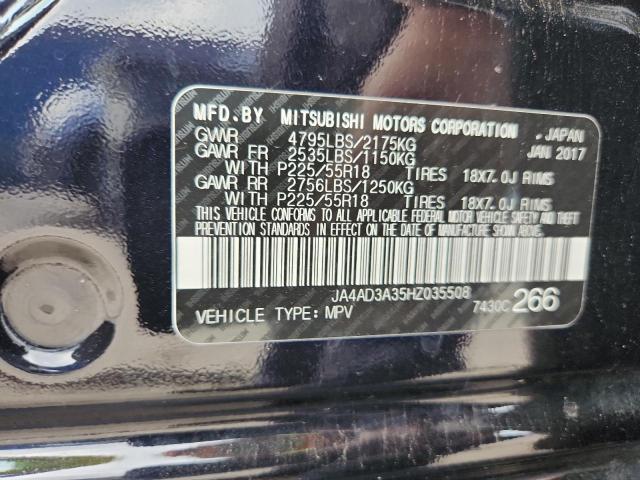 MFD.BY MITSUBISHI MOTORS CORPORATION, JAPAN
GVWR 4795LBS/2175KG JAN 2017
GAWR FR 2535LBS/1150KG
WITH P225/55R18 TIRES 18X7.0J RIMS
GAWR RR 2756LBS/1250KG
WITH P225/55R18 TIRES 18X7.0J RIMS
THIS VEHICLE CONFORMS TO ALL APPLICABLE FEDERAL MOTOR VEHICLE SAFETY AND THEFT
PREVENTION STANDARDS IN EFFECT ON THE DATE OF MANUFACTURE SHOWN ABOVE.
JA4AD3A35HZ035508
VEHICLE TYPE: MPV 7430C 266